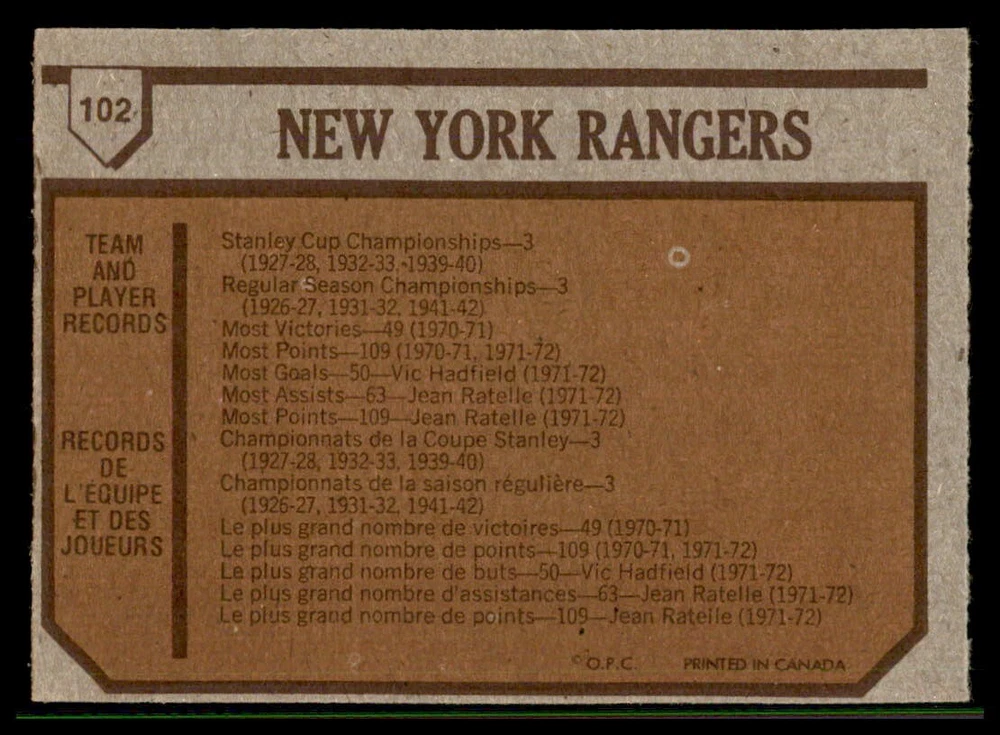 102
NEW YORK RANGERS
TEAM
AND
PLAYER
RECORDS
Stanley Cup Championships—3
(1927-28, 1932-33, 1939-40)
Regular Season Championships—3
(1926-27, 1931-32, 1941-42)
Most Victories—49 (1970-71)
Most Points—109 (1970-71, 1971-72)
Most Goals—50—Vic Hadfield (1971-72)
Most Assists—63—Jean Ratelle (1971-72)
Most Points—109—Jean Ratelle (1971-72)
RECORDS
DE
L'ÉQUIPE
ET DES
JOUEURS
Championnats de la Coupe Stanley—3
(1927-28, 1932-33, 1939-40)
Championnats de la saison régulière—3
(1926-27, 1931-32, 1941-42)
Le plus grand nombre de victoires—49 (1970-71)
Le plus grand nombre de points—109 (1970-71, 1971-72)
Le plus grand nombre de buts—50—Vic Hadfield (1971-72)
Le plus grand nombre d'assistances—63—Jean Ratelle (1971-72)
Le plus grand nombre de points—109—Jean Ratelle (1971-72)
© O.P.C. PRINTED IN CANADA